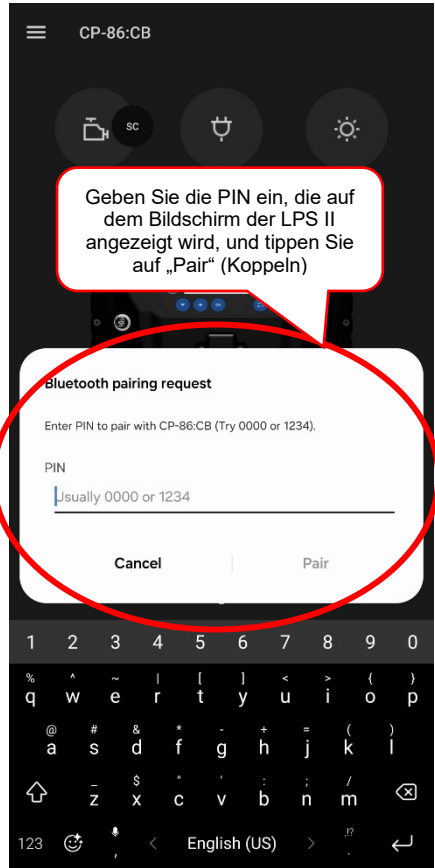 CP-86:CB
SC
Geben Sie die PIN ein, die auf
dem Bildschirm der LPS II
angezeigt wird, und tippen Sie
auf „Pair“ (Koppeln)
Bluetooth pairing request
Enter PIN to pair with CP-86:CB (Try 0000 or 1234).
PIN
Usually 0000 or 1234
Cancel Pair
1 2 3 4 5 6 7 8 9 0
% ^ ~ | [ ] < > { }
q w e r t y u i o p
@ # & * - + = ( )
a s d f g h j k l
_ $ " ' : ; /
z x c v b n m
123 , < English (US) > .!?